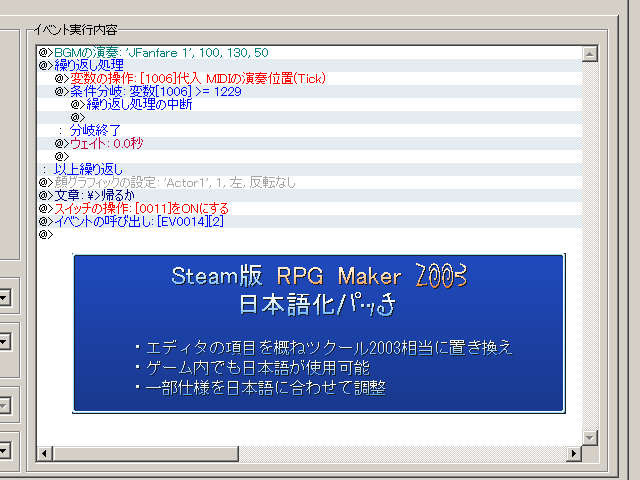 イベント実行内容
@>BGMの演奏: 'JFanfare 1', 100, 130, 50
@>繰り返し処理
@>変数の操作: [1006]代入 MIDIの演奏位置(Tick)
@>条件分岐: 変数[1006] >= 1229
@>繰り返し処理の中断
@>
: 分岐終了
@>ウェイト: 0.0秒
@>
: 以上繰り返し
@>顔グラフィックの設定: 'Actor1', 1, 左, 反転なし
@>文章: ¥>帰るか
@>スイッチの操作: [0011]をONにする
@>イベントの呼び出し: [EV0014][2]
@>
Steam版 RPG Maker 2003
日本語化パッチ
・エディタの項目を概ねツクール2003相当に置き換え
・ゲーム内でも日本語が使用可能
・一部仕様を日本語に合わせて調整